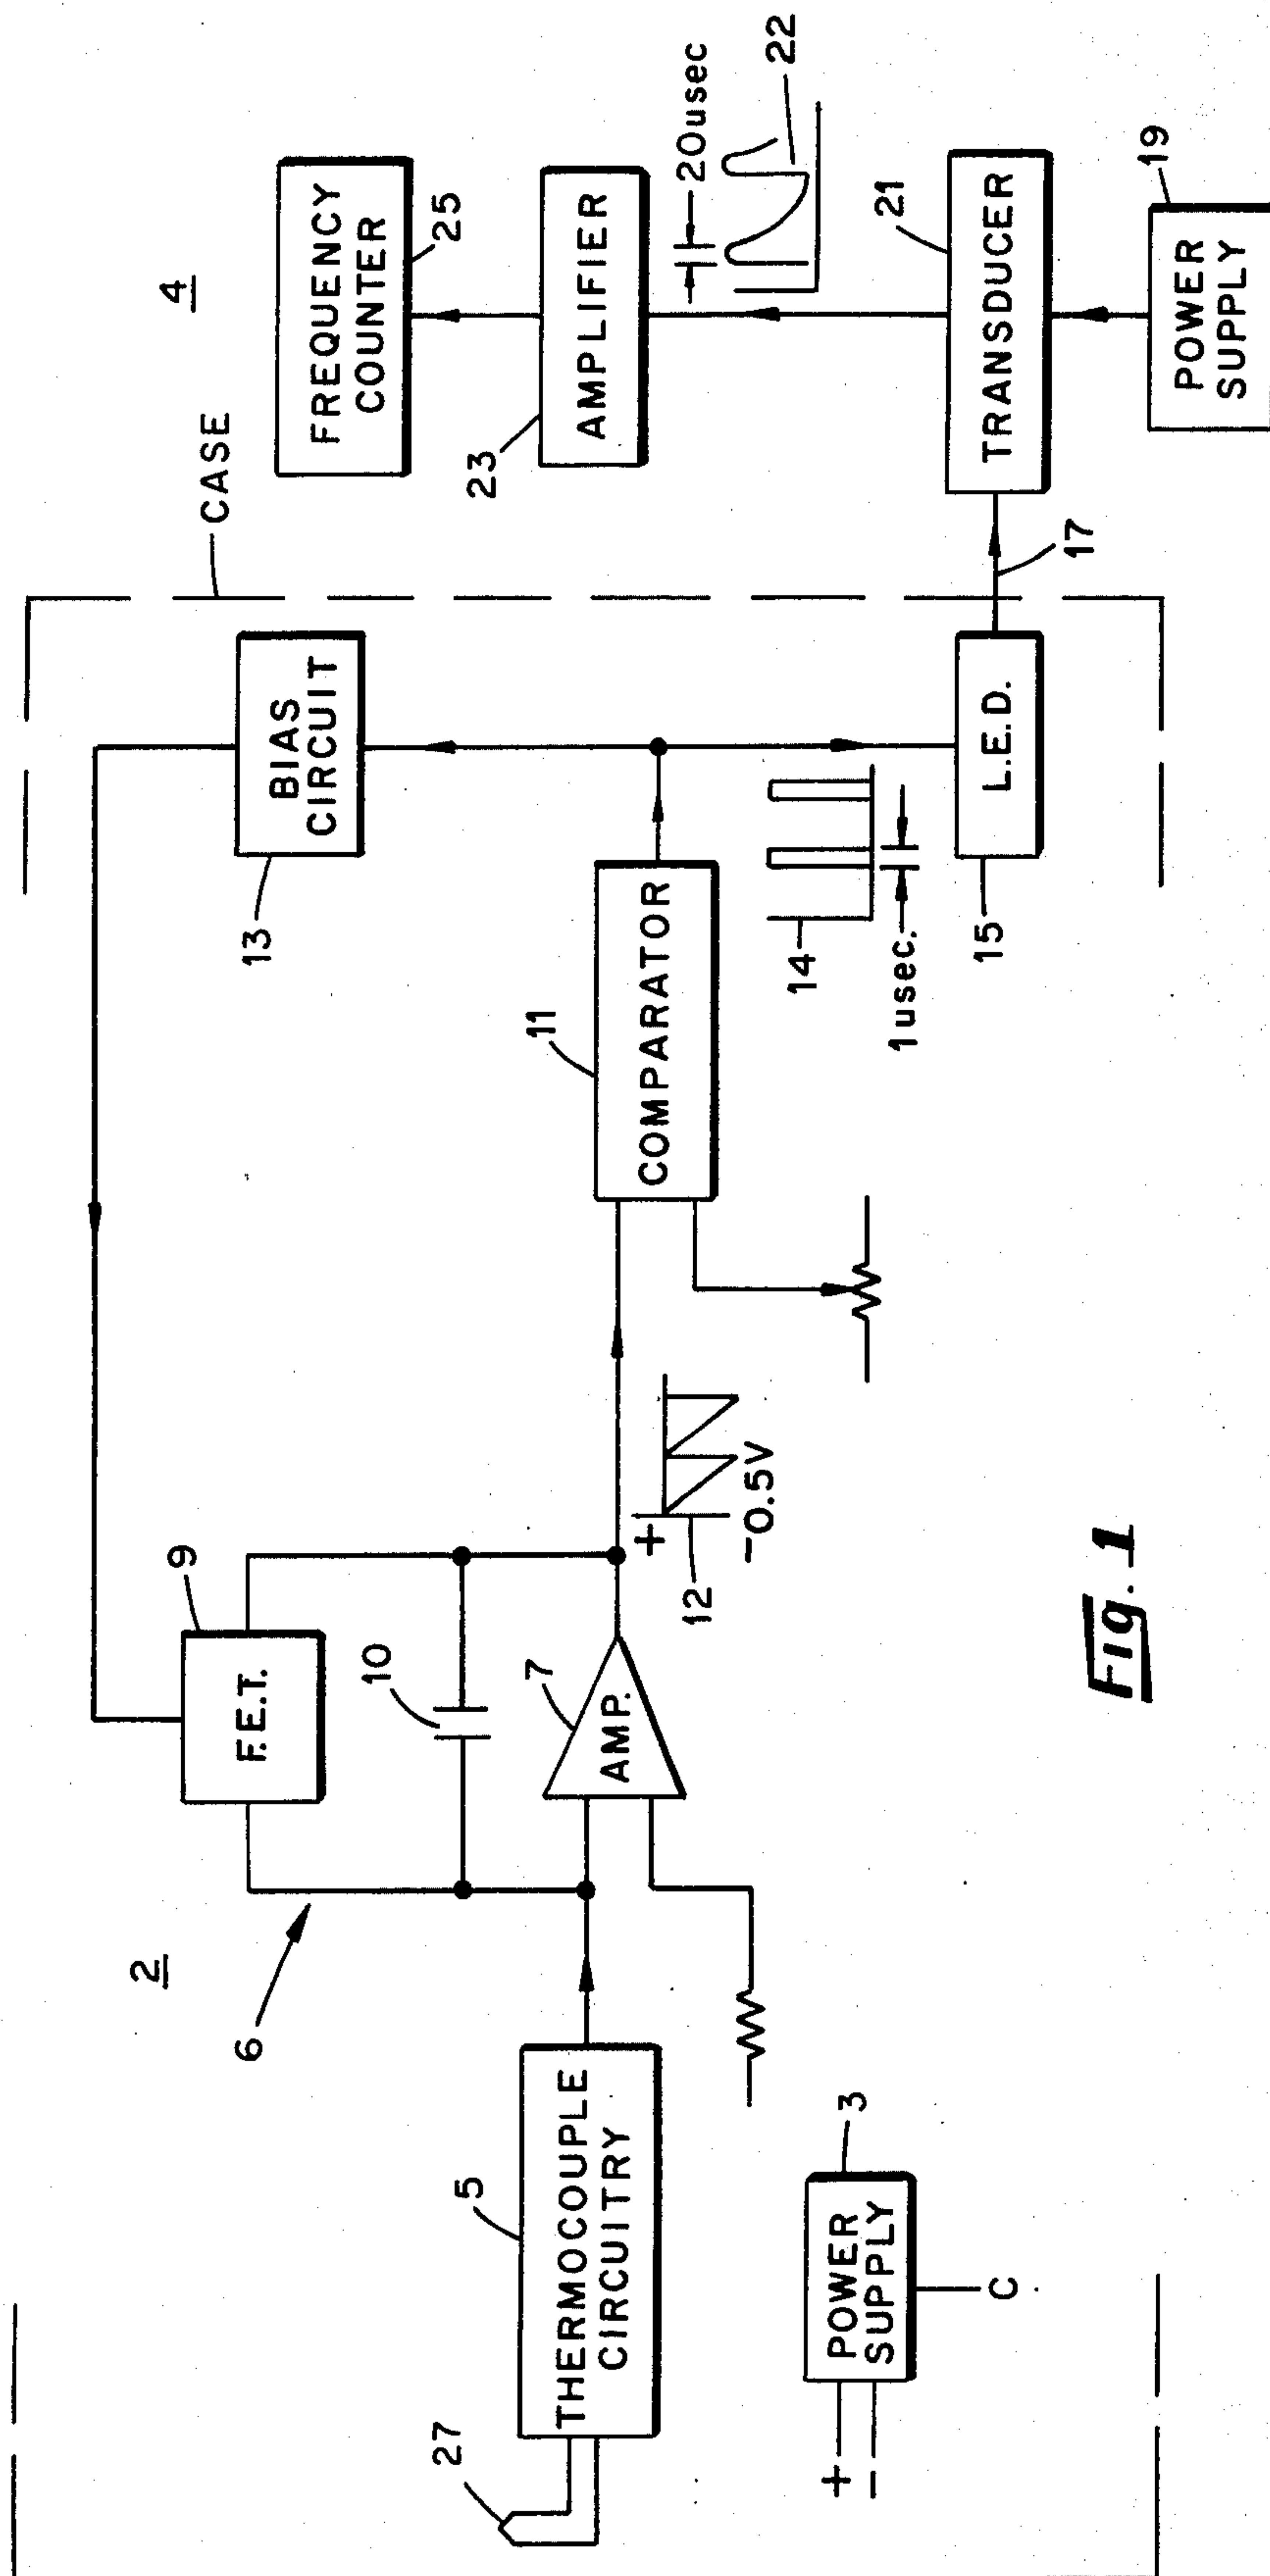 2
4
CASE
6
F.E.T.
9
10
BIAS
CIRCUIT
13
FREQUENCY
COUNTER
25
27
THERMOCOUPLE
CIRCUITRY
5
AMP.
7
+
-0.5V
12
COMPARATOR
11
14
1usec.
AMPLIFIER
23
20usec
22
POWER
SUPPLY
3
+
-
C
L.E.D.
15
17
TRANSDUCER
21
POWER
SUPPLY
19
Fig. 1